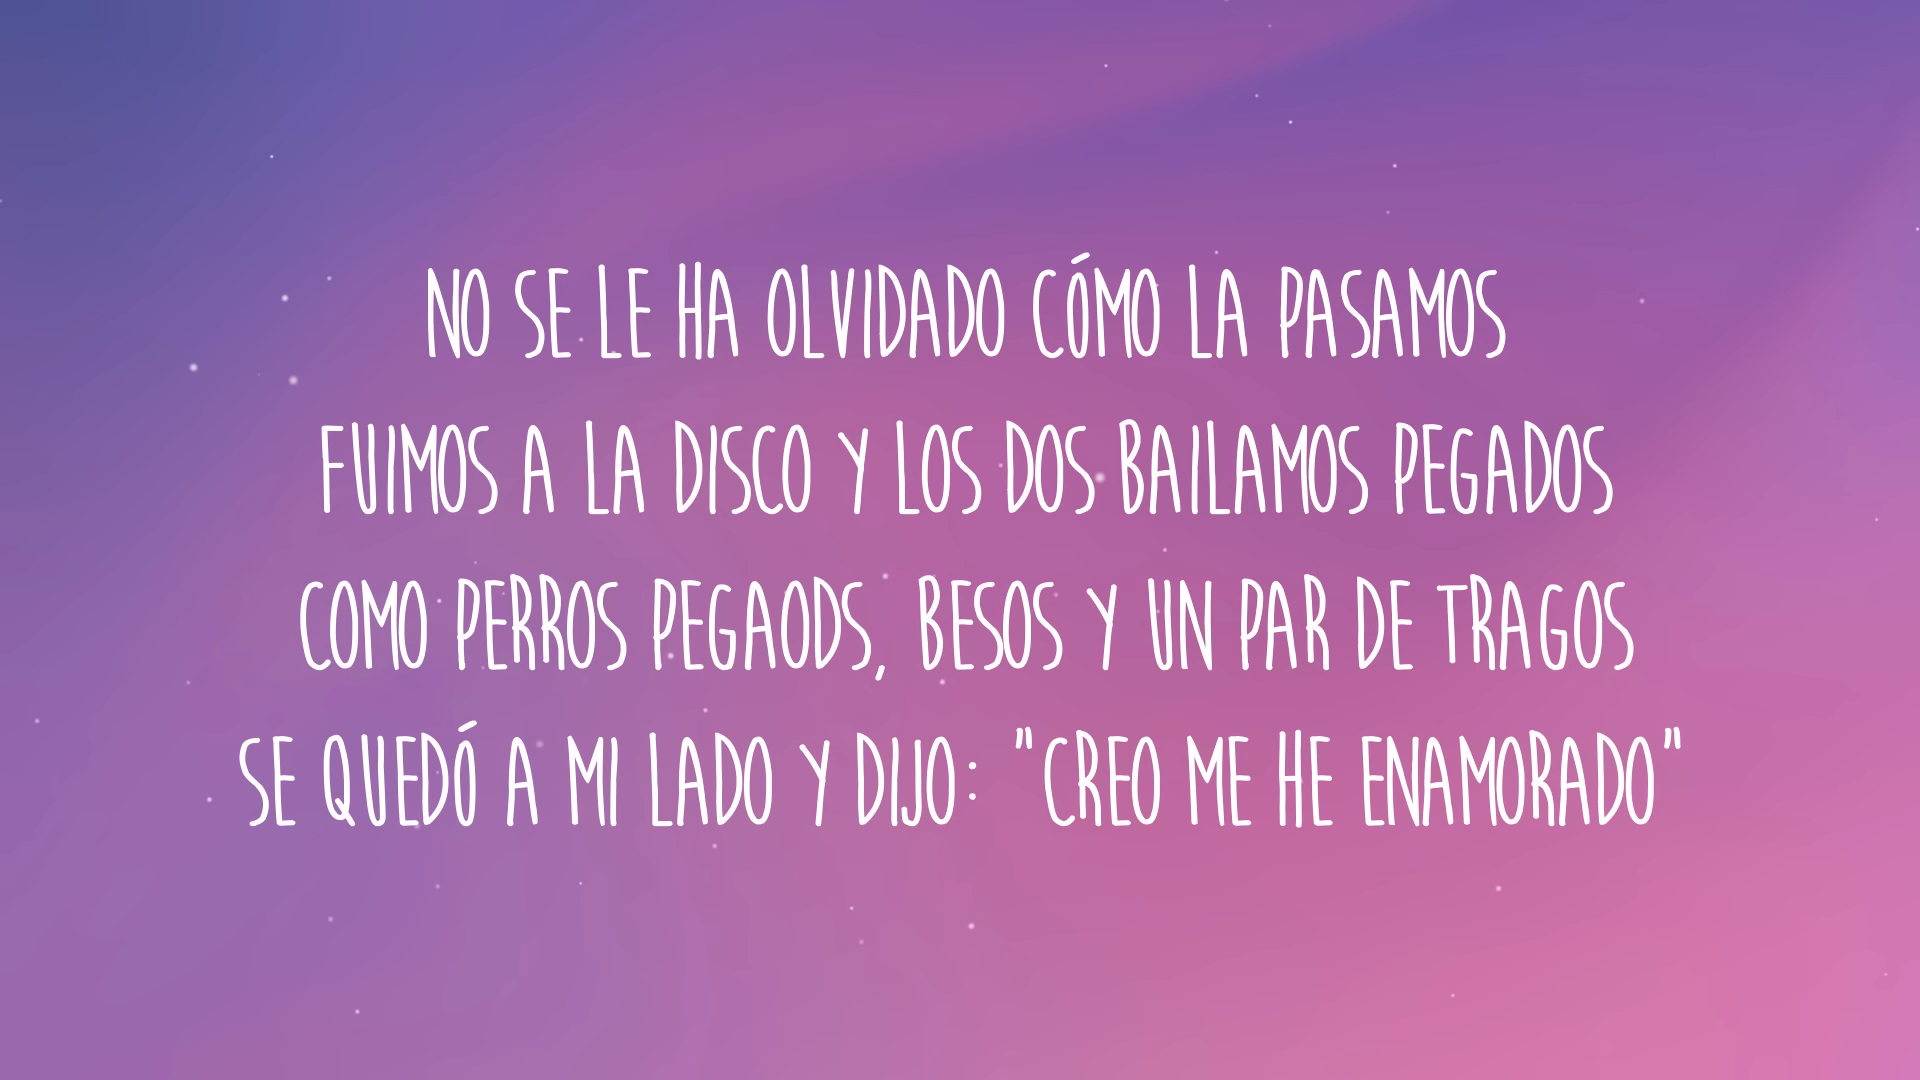 NO SE LE HA OLVIDADO CÓMO LA PASAMOS
FUIMOS A LA DISCO Y LOS DOS BAILAMOS PEGADOS
COMO PERROS PEGAODS, BESOS Y UN PAR DE TRAGOS
SE QUEDÓ A MI LADO Y DIJO: "CREO ME HE ENAMORADO"